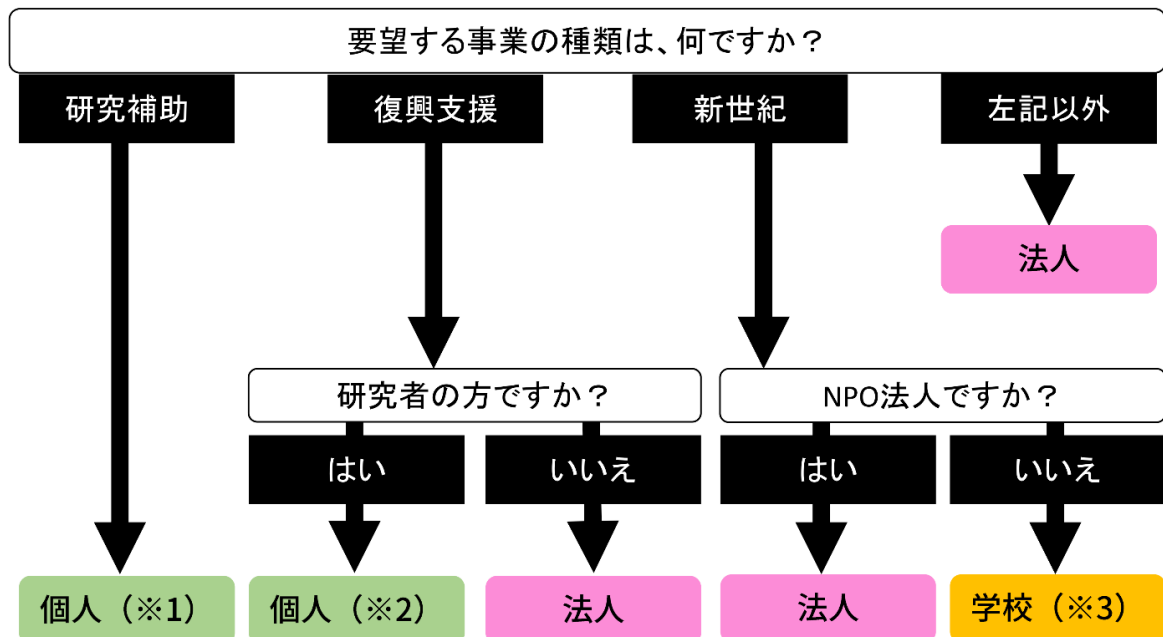 要望する事業の種類は、何ですか？
研究補助
復興支援
新世紀
左記以外
法人
研究者の方ですか？
NPO法人ですか？
はい
いいえ
はい
いいえ
個人（※1）
個人（※2）
法人
法人
学校（※3）